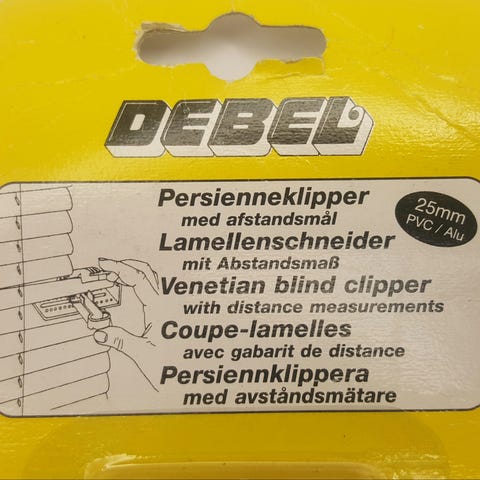 DEBEL
Persienneklipper
med afstandsmål
Lamellenschneider
mit Abstandsmaß
Venetian blind clipper
with distance measurements
Coupe-lamelles
avec gabarit de distance
Persiennklippera
med avståndsmätare
25mm
PVC / Alu